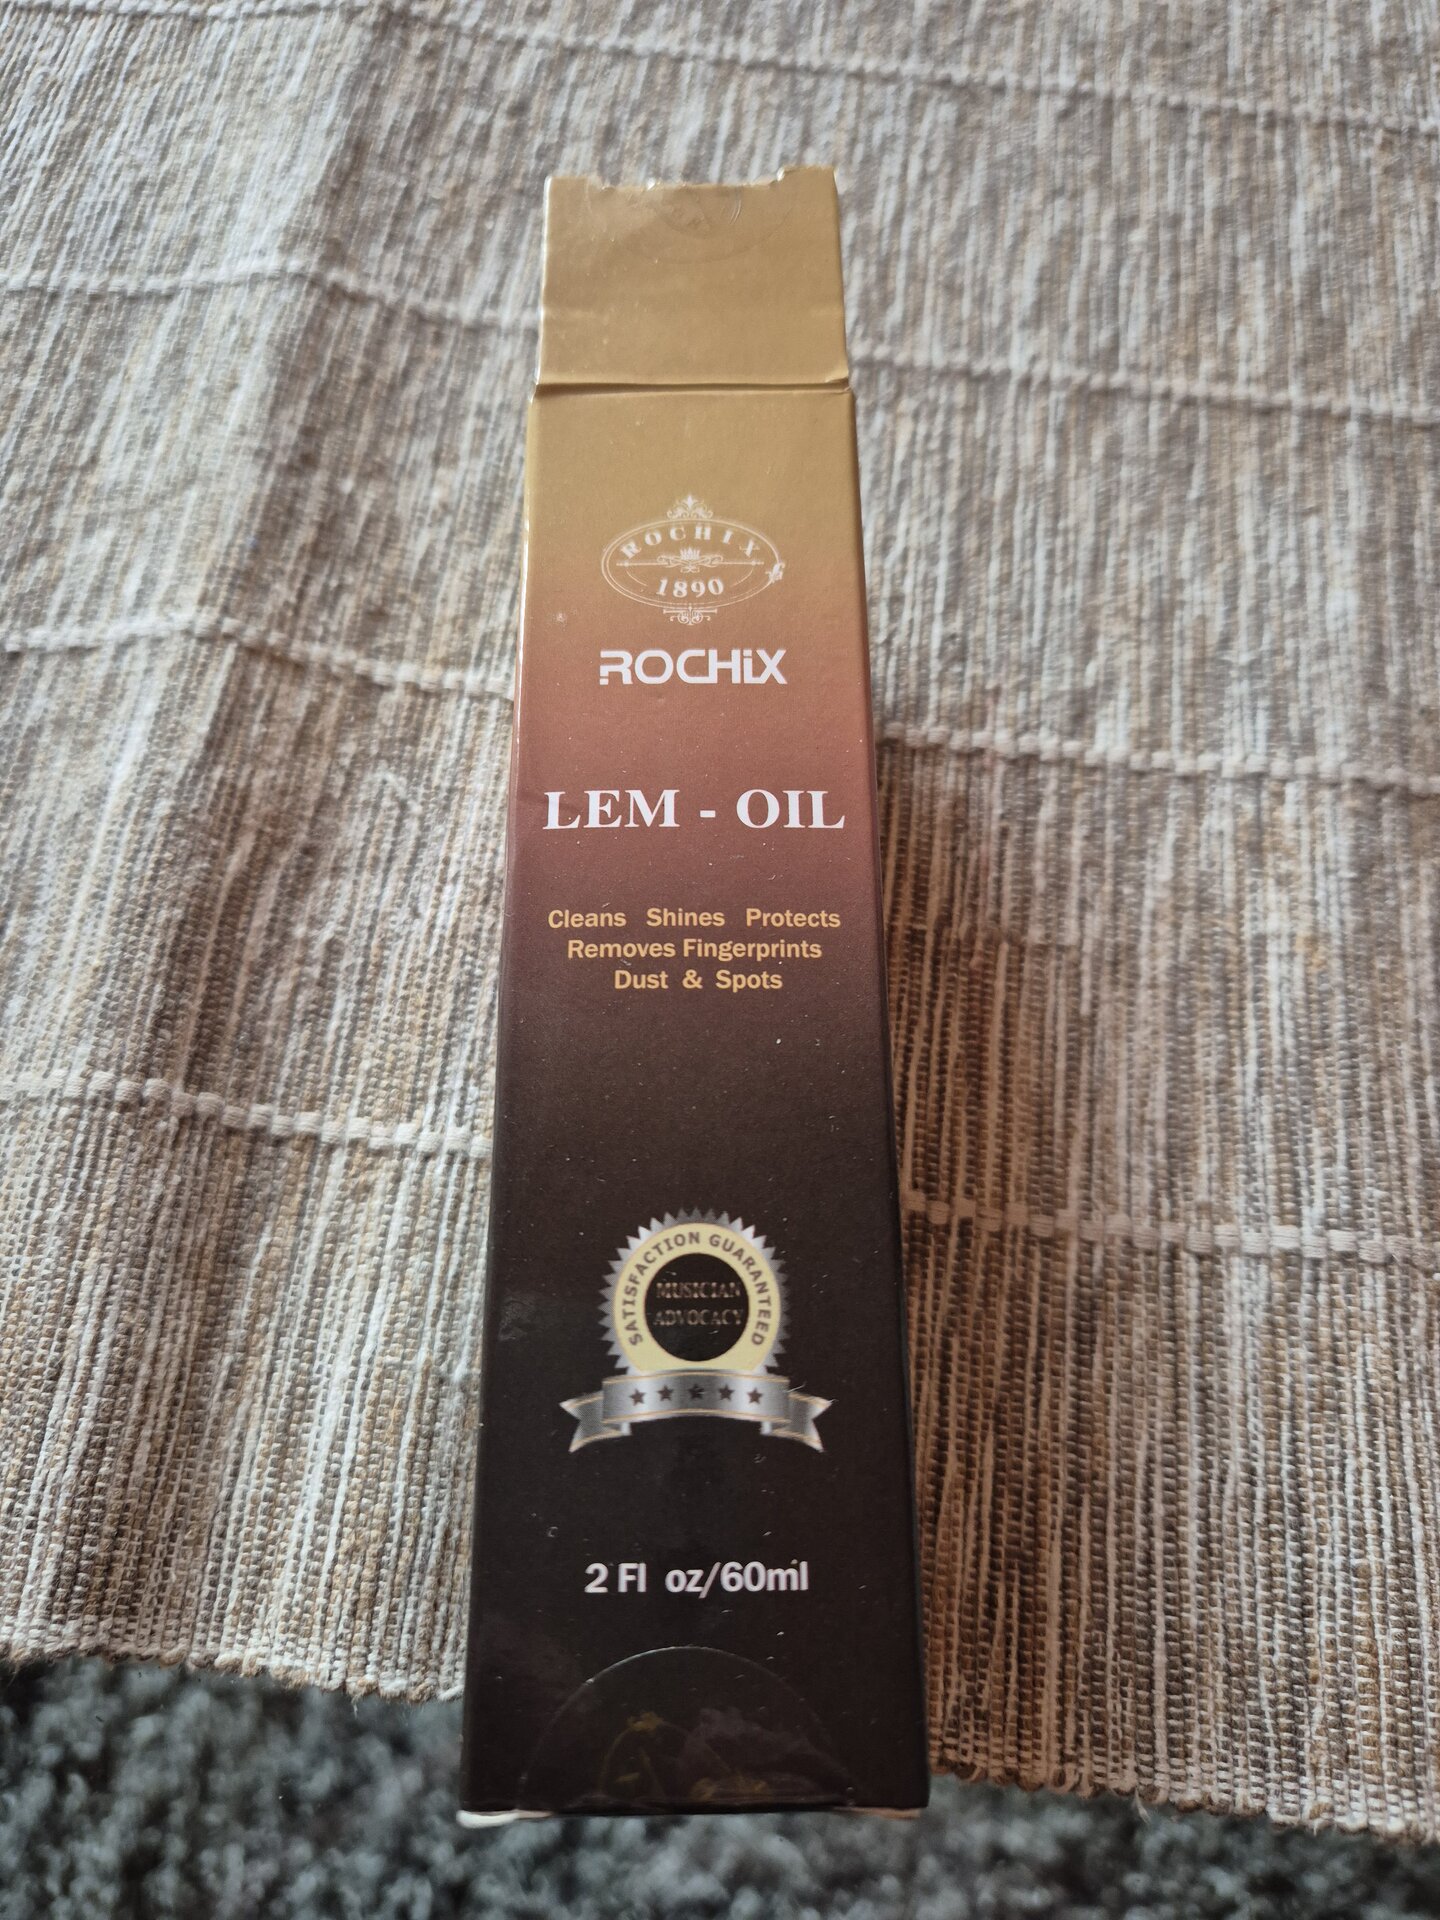 ROCHIX
1890
ROCHiX
LEM - OIL
Cleans Shines Protects
Removes Fingerprints
Dust & Spots
SATISFACTION GUARANTEED
MUSICIAN
ADVOCACY
2 Fl oz/60ml